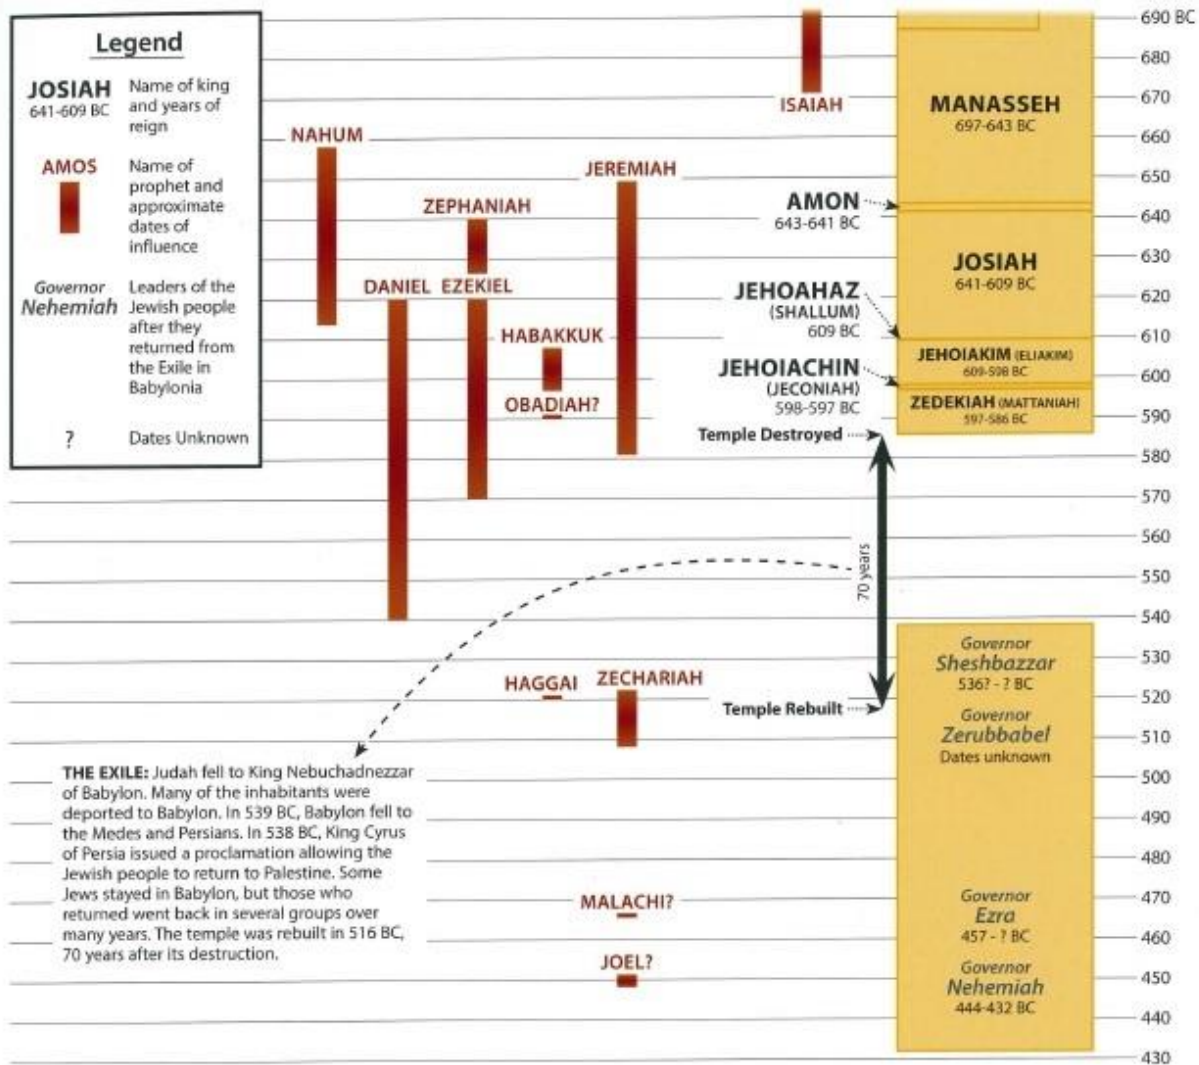 Legend
JOSIAH
641-609 BC
Name of king
and years of
reign
AMOS
Name of
prophet and
approximate
dates of
influence
Governor
Nehemiah
Leaders of the
Jewish people
after they
returned from
the Exile in
Babylonia
?
Dates Unknown
NAHUM
ZEPHANIAH
DANIEL
EZEKIEL
HABAKKUK
OBADIAH?
JEREMIAH
ISAIAH
AMON
643-641 BC
JEHOAHAZ
(SHALLUM)
609 BC
JEHOIACHIN
(JECONIAH)
598-597 BC
Temple Destroyed
70 years
Temple Rebuilt
HAGGAI
ZECHARIAH
MALACHI?
JOEL?
MANASSEH
697-643 BC
JOSIAH
641-609 BC
JEHOIAKIM (ELIAKIM)
609-598 BC
ZEDEKIAH (MATTANIAH)
597-586 BC
Governor
Sheshbazzar
536? - ? BC
Governor
Zerubbabel
Dates unknown
Governor
Ezra
457 - ? BC
Governor
Nehemiah
444-432 BC
690 BC
680
670
660
650
640
630
620
610
600
590
580
570
560
550
540
530
520
510
500
490
480
470
460
450
440
430
THE EXILE: Judah fell to King Nebuchadnezzar
of Babylon. Many of the inhabitants were
deported to Babylon. In 539 BC, Babylon fell to
the Medes and Persians. In 538 BC, King Cyrus
of Persia issued a proclamation allowing the
Jewish people to return to Palestine. Some
Jews stayed in Babylon, but those who
returned went back in several groups over
many years. The temple was rebuilt in 516 BC,
70 years after its destruction.